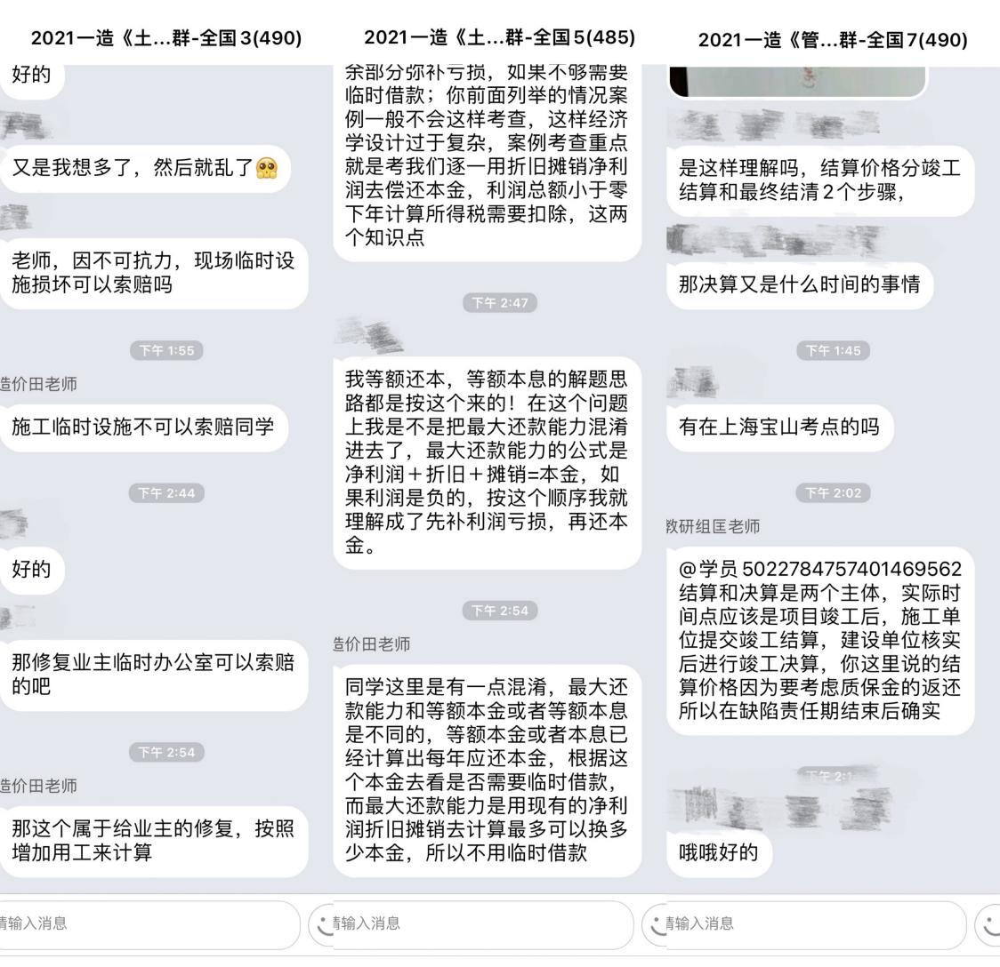 2021一造《土...群-全国3(490)
好的
又是我想多了，然后就乱了
老师，因不可抗力，现场临时设
施损坏可以索赔吗
下午 1:55
造价田老师
施工临时设施不可以索赔同学
下午 2:44
好的
那修复业主临时办公室可以索赔
的吧
下午 2:54
造价田老师
那这个属于给业主的修复，按照
增加用工来计算
请输入消息
2021一造《土...群-全国5(485)
余部分弥补亏损，如果不够需要
临时借款；你前面列举的情况案
例一般不会这样考查，这样经济
学设计过于复杂，案例考查重点
就是考我们逐一用折旧摊销净利
润去偿还本金，利润总额小于零
下年计算所得税需要扣除，这两
个知识点
下午 2:47
我等额还本，等额本息的解题思
路都是按这个来的！在这个问题
上我是不是把最大还款能力混淆
进去了，最大还款能力的公式是
净利润＋折旧＋摊销=本金，如
果利润是负的，按这个顺序我就
理解成了先补利润亏损，再还本
金。
下午 2:54
造价田老师
同学这里是有一点混淆，最大还
款能力和等额本金或者等额本息
是不同的，等额本金或者本息已
经计算出每年应还本金，根据这
个本金去看是否需要临时借款，
而最大还款能力是用现有的净利
润折旧摊销去计算最多可以换多
少本金，所以不用临时借款
请输入消息
2021一造《管...群-全国7(490)
是这样理解吗，结算价格分竣工
结算和最终结清2个步骤，
那决算又是什么时间的事情
下午 1:45
有在上海宝山考点的吗
下午 2:02
教研组匡老师
@学员5022784757401469562
结算和决算是两个主体，实际时
间点应该是项目竣工后，施工单
位提交竣工结算，建设单位核实
后进行竣工决算，你这里说的结
算价格因为要考虑质保金的返还
所以在缺陷责任期结束后确实
下午 2:1
哦哦好的
请输入消息